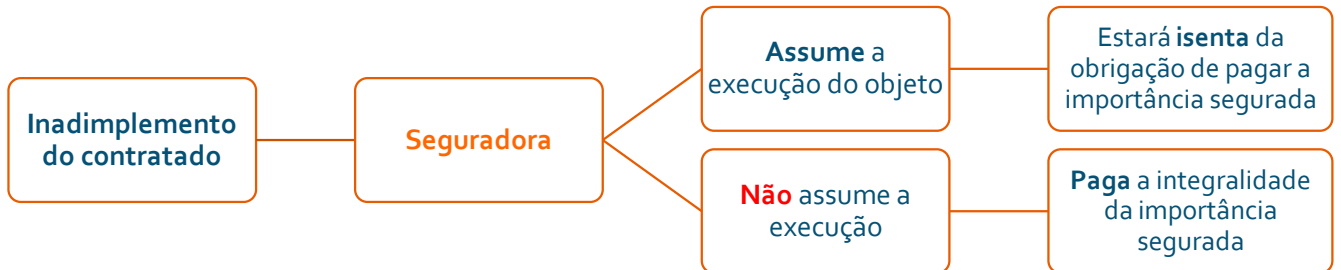 Inadimplemento
do contratado
Seguradora
Assume a
execução do objeto
Estará isenta da
obrigação de pagar a
importância segurada
Não assume a
execução
Paga a integralidade
da importância
segurada